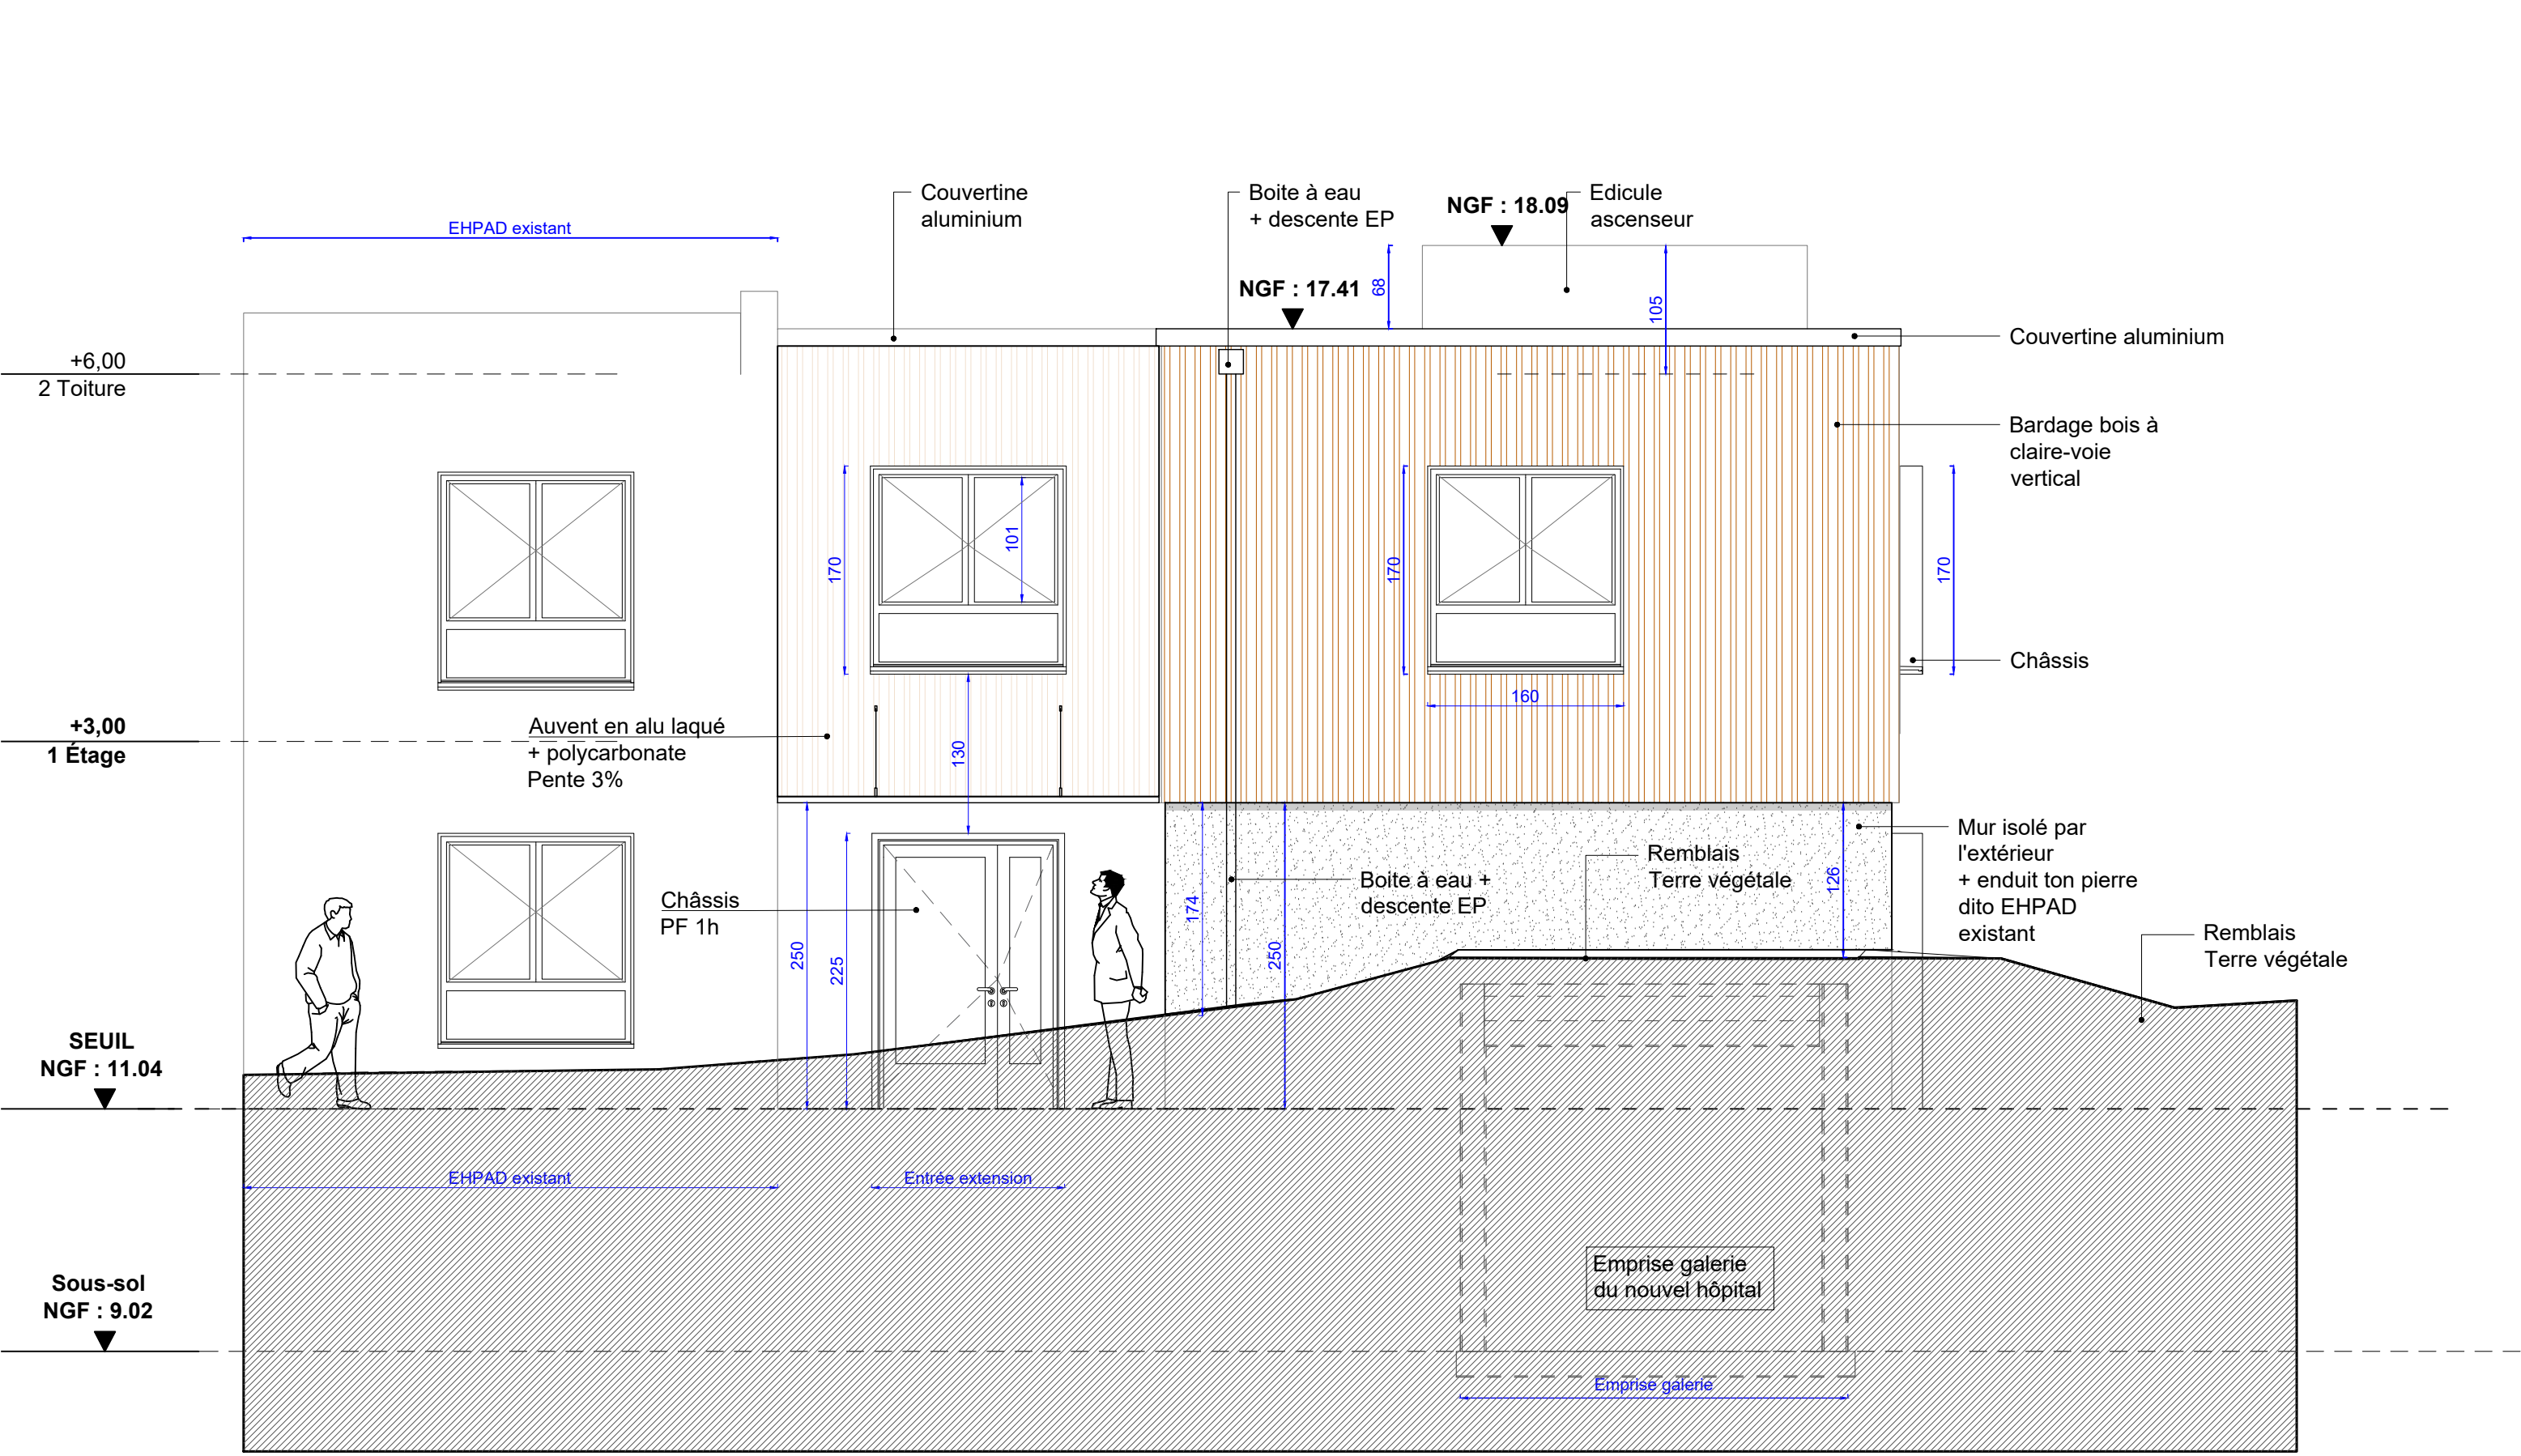 Couvertine
aluminium
Boite à eau
+ descente EP
NGF : 18.09
Edicule
ascenseur
EHPAD existant
NGF : 17.41
68
105
Couvertine aluminium
+6,00
2 Toiture
Bardage bois à
claire-voie
vertical
170
101
170
170
Châssis
160
+3,00
1 Étage
Auvent en alu laqué
+ polycarbonate
Pente 3%
130
Mur isolé par
l'extérieur
+ enduit ton pierre
dito EHPAD
existant
Remblais
Terre végétale
126
Boite à eau +
descente EP
174
Châssis
PF 1h
250
225
250
Remblais
Terre végétale
SEUIL
NGF : 11.04
EHPAD existant
Entrée extension
Emprise galerie
du nouvel hôpital
Sous-sol
NGF : 9.02
Emprise galerie